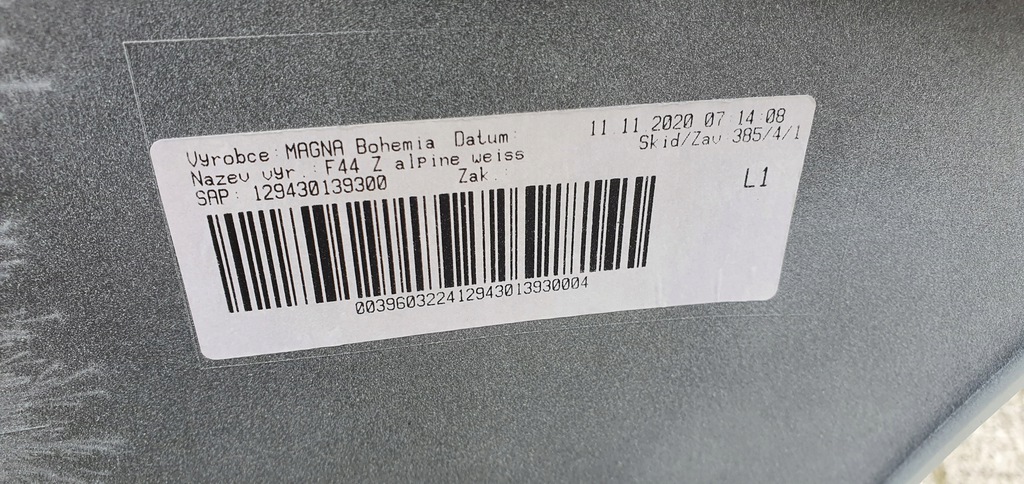 Vyrobce: MAGNA Bohemia Datum: 11 11 2020 07 14 08
Nazev vyr.: F44 Z alpine weiss Skid/Zav 385/4/1
SAP: 129430139300 Zak.:
L1
003960322412943013930004